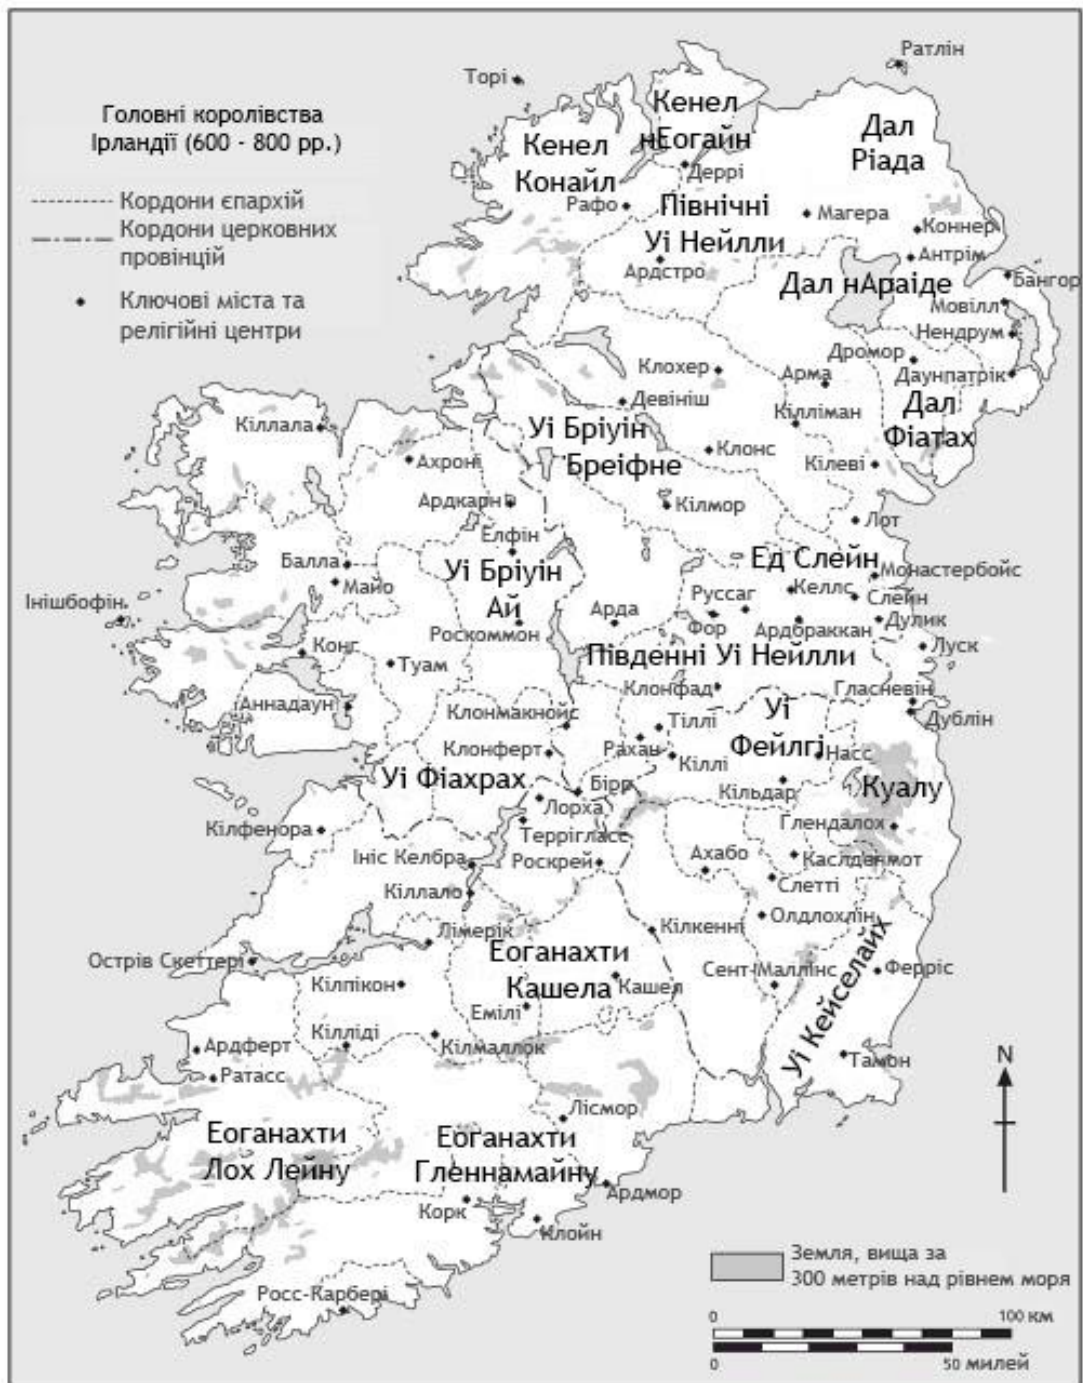 Головні королівства
Ірландії (600 - 800 рр.)
Кордони єпархій
Кордони церковних
провінцій
Ключові міста та
релігійні центри
Ратлін
Торі
Кенел
нЕогайн
Дал
Ріада
Кенел
Конайл
Деррі
Рафо
Північні
Уі Нейлли
Магера
Коннер
Антрім
Ардстро
Дал нАраіде
Бангор
Мовілл
Нендрум
Дромор
Даунпатрік
Клохер
Арма
Девініш
Кілліман
Дал
Фіатах
Кіллала
Уі Бріуін
Бреіфне
Клонс
Кілеві
Ахроні
Ардкарн
Кілмор
Лот
Елфін
Балла
Майо
Уі Бріуін
Ай
Ед Слейн
Монастербойс
Келлс
Слейн
Руссаг
Інішбофін
Арда
Фор
Ардбраккан
Дулик
Роскоммон
Конг
Туам
Південні Уі Нейлли
Луск
Клонфад
Гласневін
Аннадаун
Клонмакнойс
Тіллі
Уі
Фейлгі
Дублін
Клонферт
Рахан
Кіллі
Насс
Уі Фіахрах
Бірр
Кільдар
Куалу
Лорха
Кілфенора
Террігласс
Глендалох
Ініс Келбра
Роскрей
Ахабо
Каслдермот
Слетті
Кіллало
Олдлохлін
Лімерік
Кілкенні
Острів Скеттері
Еоганахти
Кашела
Кашел
Сент-Маллінс
Ферріс
Кілпікон
Емілі
Уі Кейселайх
Кілліді
Кілмаллок
Ардферт
Ратасс
Тамон
N
Лісмор
Еоганахти
Лох Лейну
Еоганахти
Гленнамайну
Ардмор
Корк
Клойн
Росс-Карбері
Земля, вища за
300 метрів над рівнем моря
0 100 км
0 50 милей